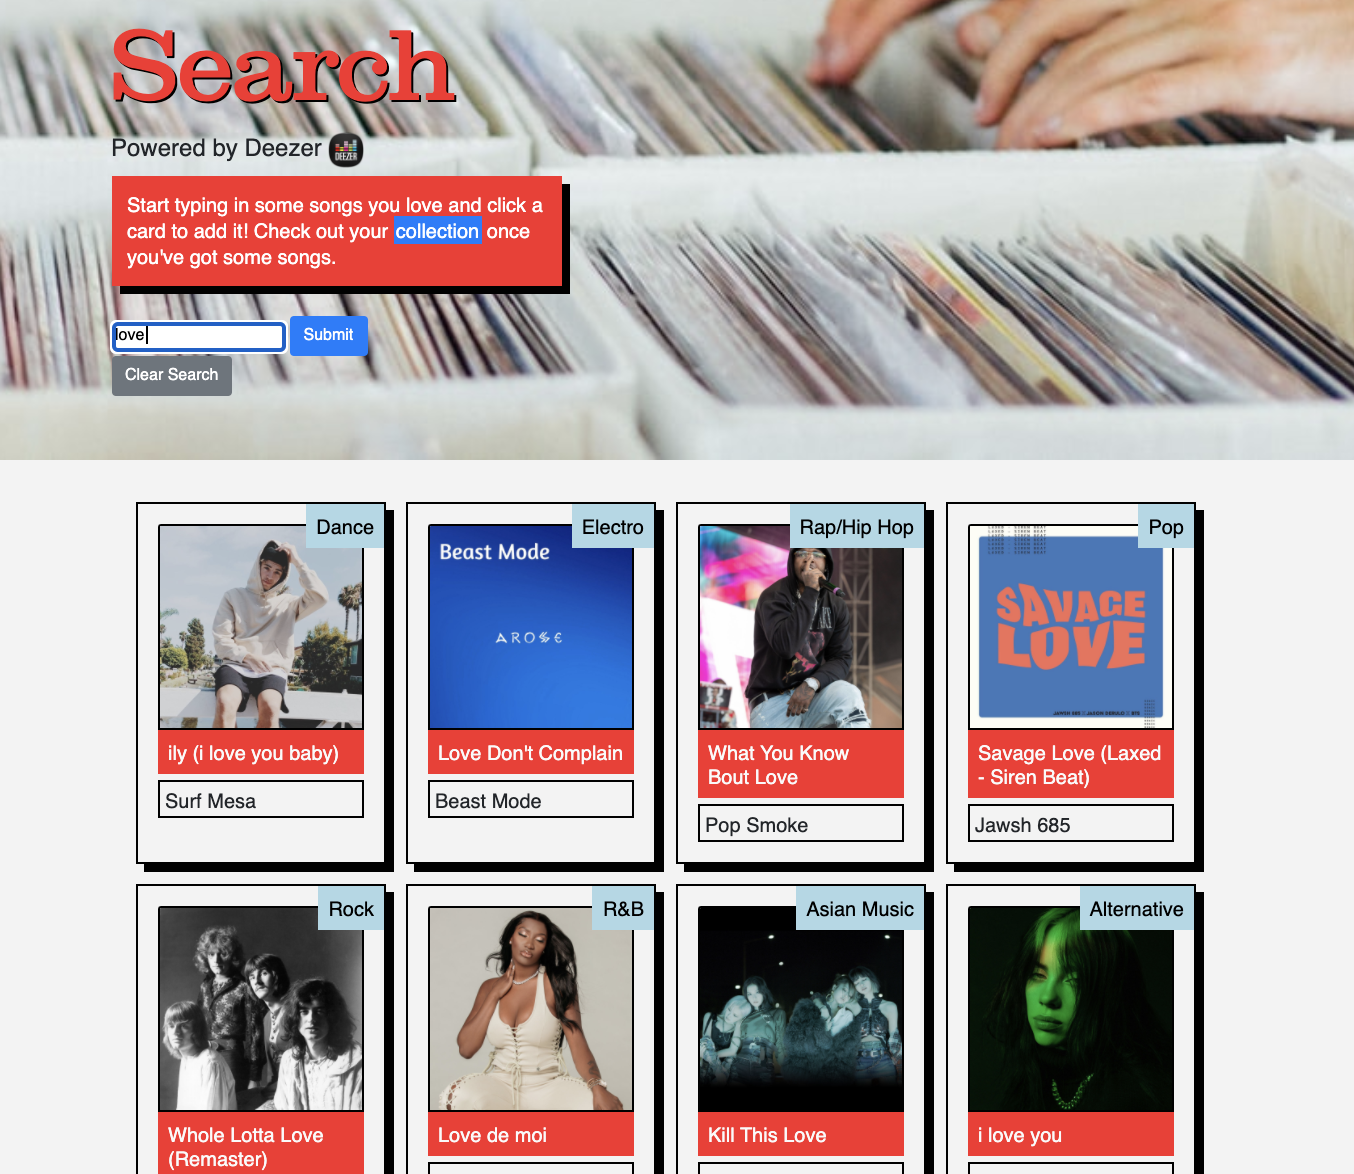 Search
Powered by Deezer
DEEZER
Start typing in some songs you love and click a
card to add it! Check out your collection once
you've got some songs.
love
Submit
Clear Search
Dance
ily (i love you baby)
Surf Mesa
Electro
Beast Mode
AROSE
Love Don't Complain
Beast Mode
Rap/Hip Hop
What You Know
Bout Love
Pop Smoke
Pop
SAVAGE
LOVE
Savage Love (Laxed
- Siren Beat)
Jawsh 685
Rock
Whole Lotta Love
(Remaster)
R&B
Love de moi
Asian Music
Kill This Love
Alternative
i love you